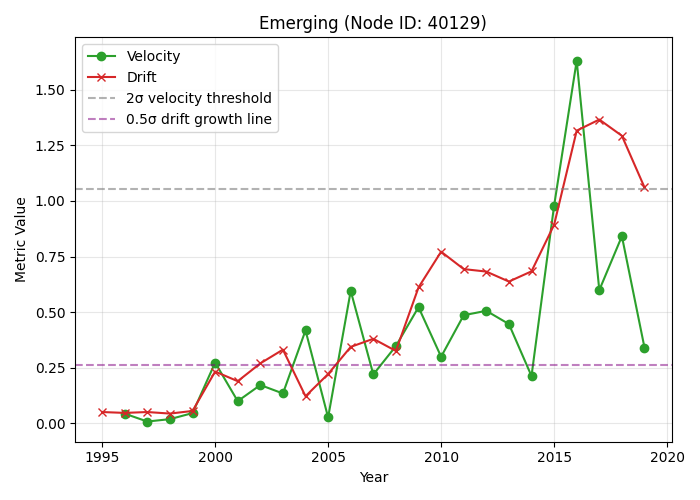 Emerging (Node ID: 40129)
Velocity
Drift
2σ velocity threshold
0.5σ drift growth line
Metric Value
1.50
1.25
1.00
0.75
0.50
0.25
0.00
1995
2000
2005
2010
2015
2020
Year